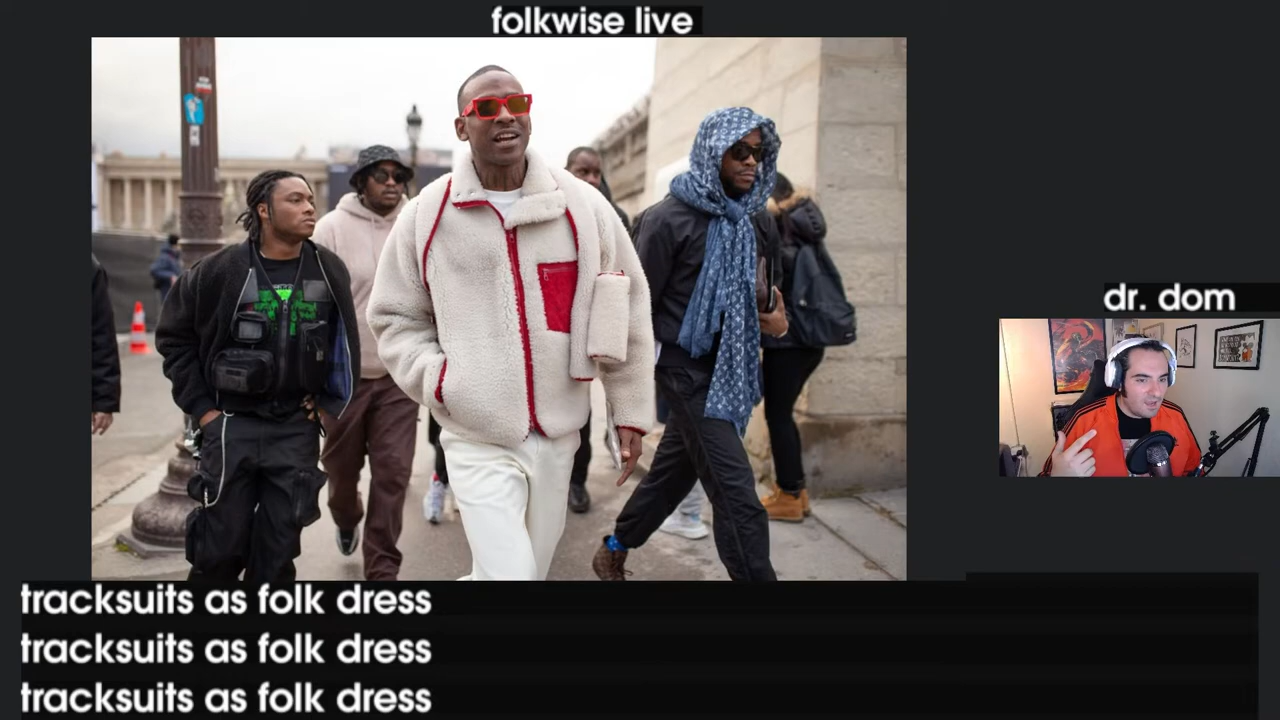 folkwise live
dr. dom
tracksuits as folk dress
tracksuits as folk dress
tracksuits as folk dress